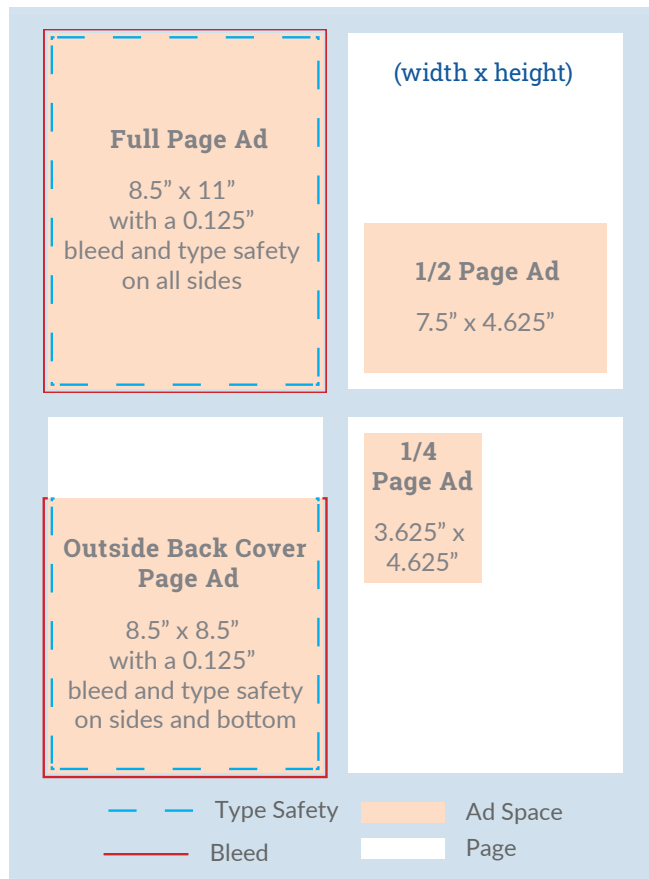 Full Page Ad
8.5” x 11”
with a 0.125”
bleed and type safety
on all sides
(width x height)
1/2 Page Ad
7.5” x 4.625”
Outside Back Cover
Page Ad
8.5” x 8.5”
with a 0.125”
bleed and type safety
on sides and bottom
1/4
Page Ad
3.625” x
4.625”
Type Safety
Ad Space
Bleed
Page